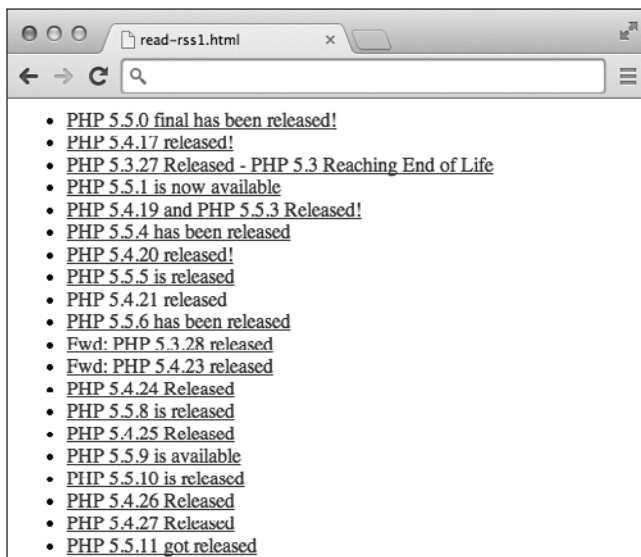 read-rss1.html
PHP 5.5.0 final has been released!
PHP 5.4.17 released!
PHP 5.3.27 Released - PHP 5.3 Reaching End of Life
PHP 5.5.1 is now available
PHP 5.4.19 and PHP 5.5.3 Released!
PHP 5.5.4 has been released
PHP 5.4.20 released!
PHP 5.5.5 is released
PHP 5.4.21 released
PHP 5.5.6 has been released
Fwd: PHP 5.3.28 released
Fwd: PHP 5.4.23 released
PHP 5.4.24 Released
PHP 5.5.8 is released
PHP 5.4.25 Released
PHP 5.5.9 is available
PHP 5.5.10 is released
PHP 5.4.26 Released
PHP 5.4.27 Released
PHP 5.5.11 got released